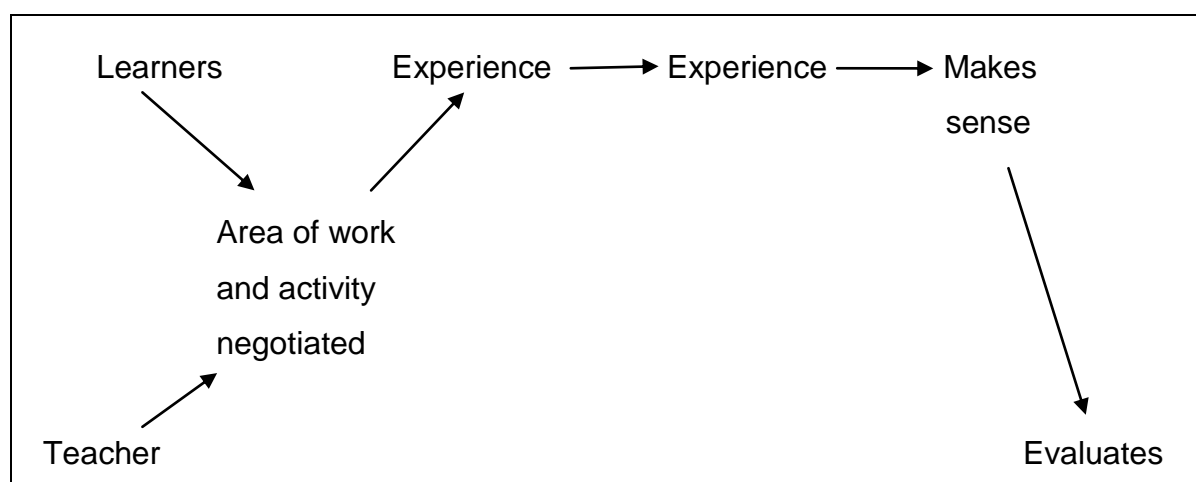 Learners
Experience
Experience
Makes
sense
Area of work
and activity
negotiated
Teacher
Evaluates